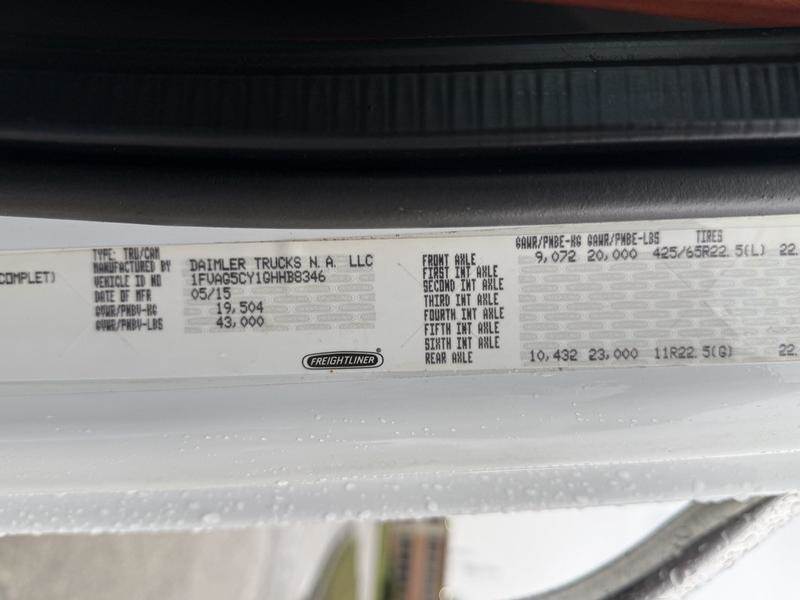 COMPLET)
TYPE: TRU/CAM
MANUFACTURED BY DAIMLER TRUCKS N.A. LLC
VEHICLE ID NO 1FVAG5CY1GHHB8346
DATE OF MFR 05/15
GVWR/PNBV-KG 19,504
GVWR/PNBV-LBS 43,000
FREIGHTLINER
GAWR/PNBE-KG GAWR/PNBE-LBS TIRES
FRONT AXLE 9,072 20,000 425/65R22.5(L) 22.
FIRST INT AXLE
SECOND INT AXLE
THIRD INT AXLE
FOURTH INT AXLE
FIFTH INT AXLE
SIXTH INT AXLE
REAR AXLE 10,432 23,000 11R22.5(G) 22.